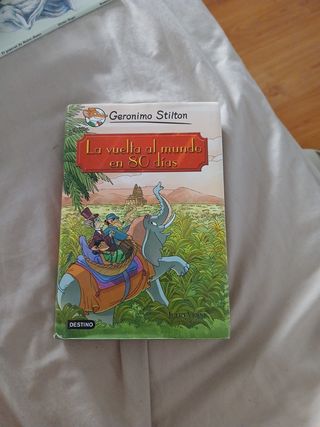 Geronimo Stilton
La vuelta al mundo
en 80 días
DESTINO